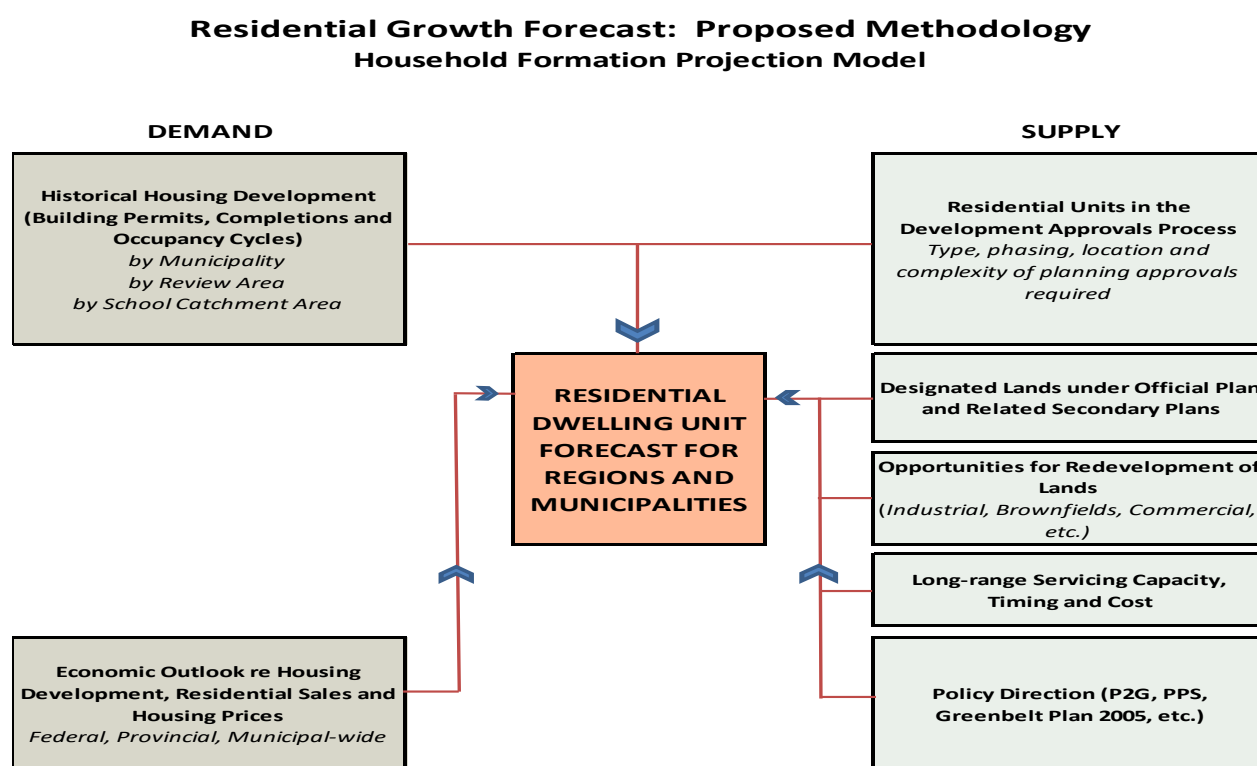 Residential Growth Forecast:  Proposed Methodology
Household Formation Projection Model
DEMAND
Historical Housing Development
(Building Permits, Completions and
Occupancy Cycles)
by Municipality
by Review Area
by School Catchment Area
Economic Outlook re Housing
Development, Residential Sales and
Housing Prices
Federal, Provincial, Municipal-wide
RESIDENTIAL
DWELLING UNIT
FORECAST FOR
REGIONS AND
MUNICIPALITIES
SUPPLY
Residential Units in the
Development Approvals Process
Type, phasing, location and
complexity of planning approvals
required
Designated Lands under Official Plan
and Related Secondary Plans
Opportunities for Redevelopment of
Lands
(Industrial, Brownfields, Commercial,
etc.)
Long-range Servicing Capacity,
Timing and Cost
Policy Direction (P2G, PPS,
Greenbelt Plan 2005, etc.)